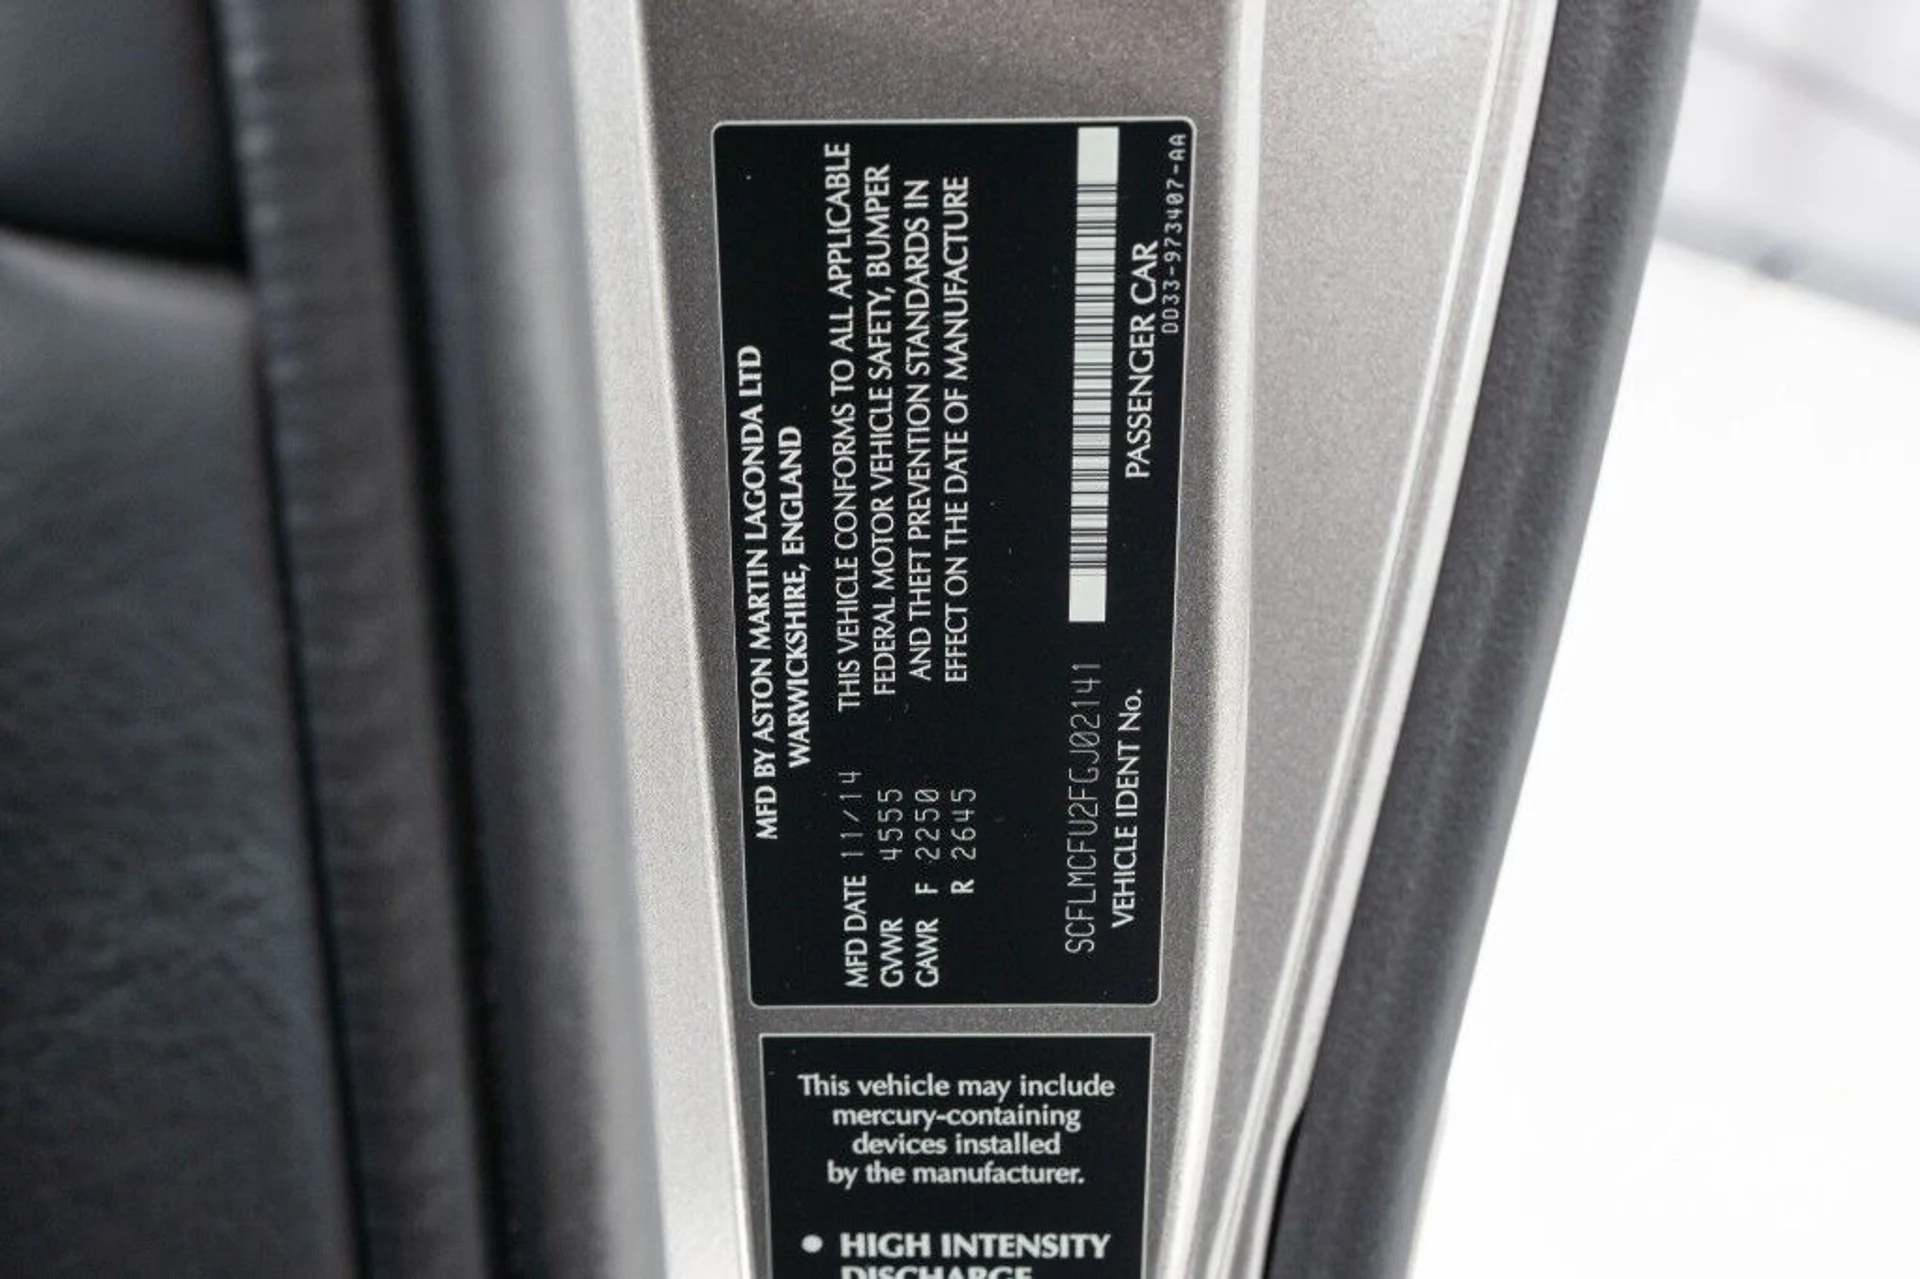 MFD BY ASTON MARTIN LAGONDA LTD
WARWICKSHIRE, ENGLAND
MFD DATE 11/14 THIS VEHICLE CONFORMS TO ALL APPLICABLE
GVWR 4555 FEDERAL MOTOR VEHICLE SAFETY, BUMPER
GAWR F 2250 AND THEFT PREVENTION STANDARDS IN
R 2645 EFFECT ON THE DATE OF MANUFACTURE
SCFLMCFU2FGJ02141
VEHICLE IDENT No. PASSENGER CAR
DD33-973407-AA
This vehicle may include
mercury-containing
devices installed
by the manufacturer.
• HIGH INTENSITY
DISCHARGE